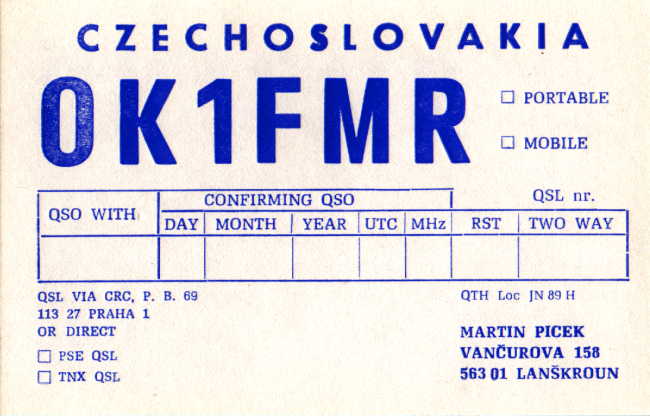 CZECHOSLOVAKIA
OK1FMR
☐ PORTABLE
☐ MOBILE
QSO WITH CONFIRMING QSO QSL nr.
DAY MONTH YEAR UTC MHz RST TWO WAY
QSL VIA CRC, P. B. 69
113 27 PRAHA 1
OR DIRECT
☐ PSE QSL
☐ TNX QSL
QTH Loc JN 89 H
MARTIN PICEK
VANČUROVA 158
563 01 LANŠKROUN